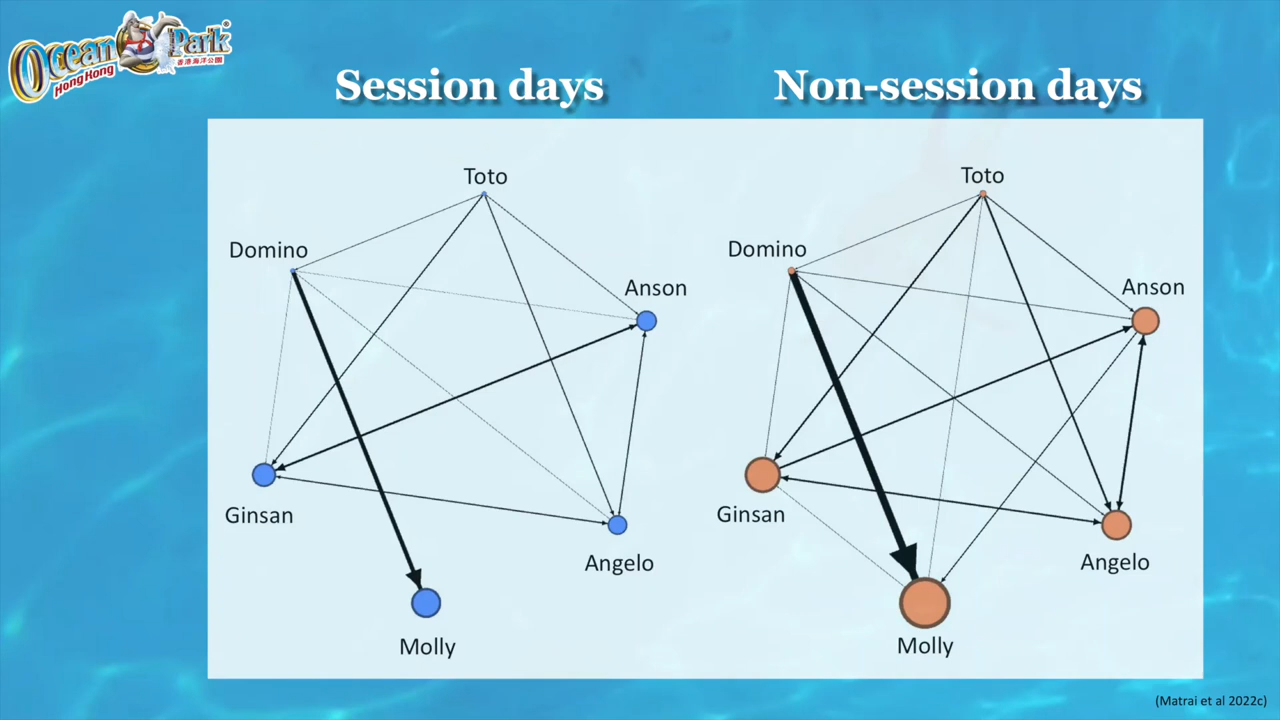 Ocean Park®
Hong Kong
香港海洋公園
Session days
Non-session days
Toto
Domino
Anson
Ginsan
Angelo
Molly
Toto
Domino
Anson
Ginsan
Angelo
Molly
(Matrai et al 2022c)